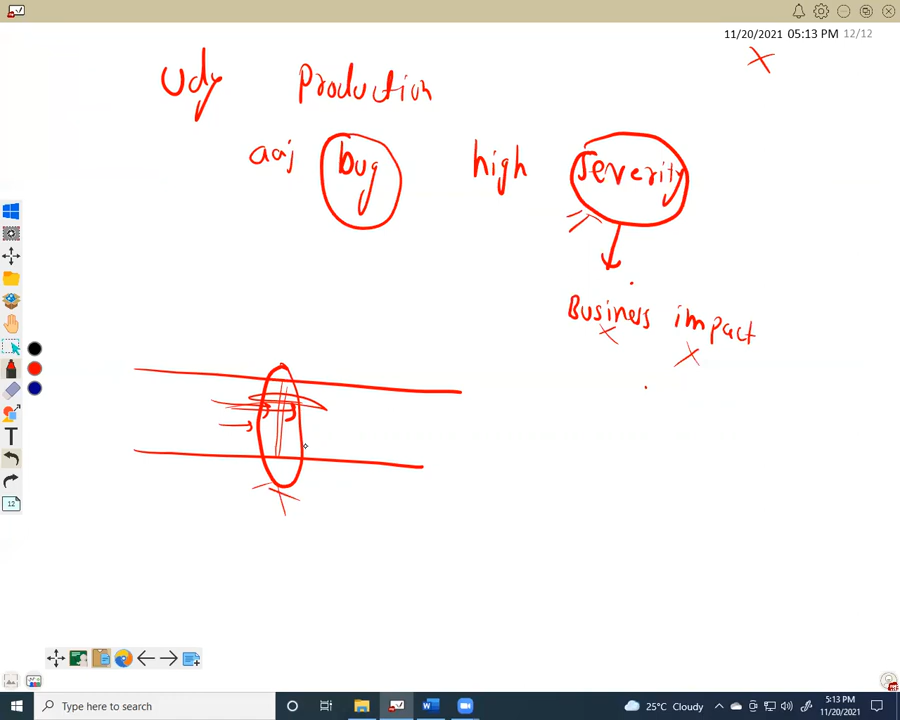 11/20/2021 05:13 PM 12/12
Udy Production
aaj bug high Severity
Business impact
T
12
Type here to search
25°C Cloudy
5:13 PM
11/20/2021